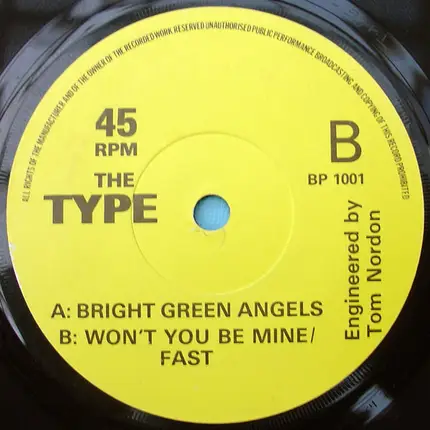 ALL RIGHTS OF THE MANUFACTURER AND OF THE OWNER OF THE RECORDED WORK RESERVED UNAUTHORISED PUBLIC PERFORMANCE BROADCASTING AND COPYING OF THIS RECORD PROHIBITED
45
RPM
B
BP 1001
THE
TYPE
A: BRIGHT GREEN ANGELS
B: WON'T YOU BE MINE/
FAST
Engineered by
Tom Nordon